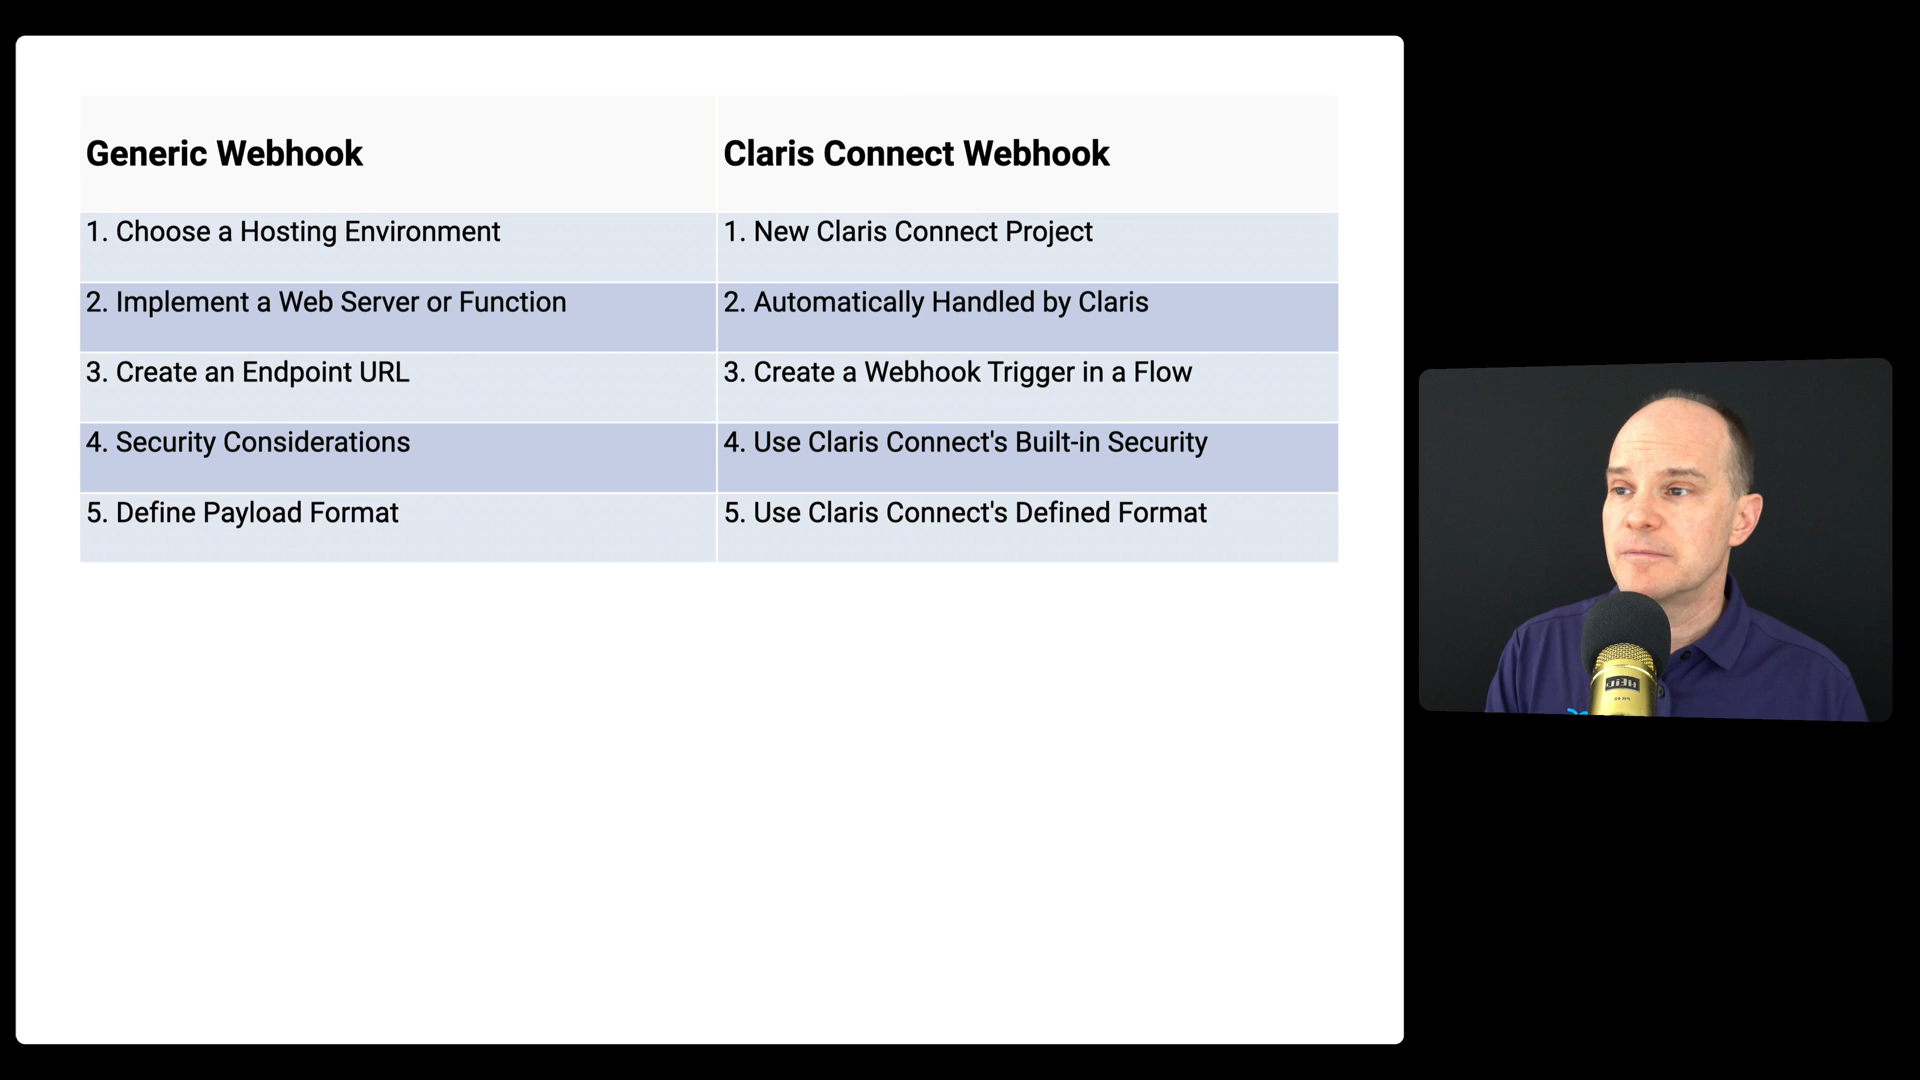 Generic Webhook
Claris Connect Webhook
1. Choose a Hosting Environment
1. New Claris Connect Project
2. Implement a Web Server or Function
2. Automatically Handled by Claris
3. Create an Endpoint URL
3. Create a Webhook Trigger in a Flow
4. Security Considerations
4. Use Claris Connect's Built-in Security
5. Define Payload Format
5. Use Claris Connect's Defined Format
HEiL